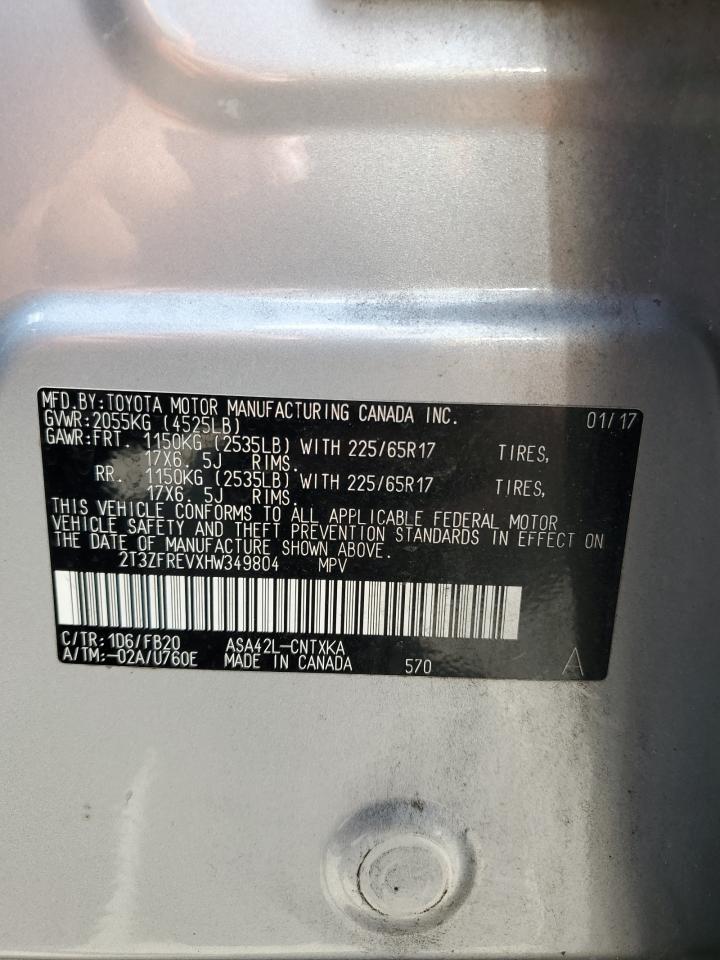 MFD.BY:TOYOTA MOTOR MANUFACTURING CANADA INC. 01/17
GVWR:2055KG (4525LB)
GAWR:FRT. 1150KG (2535LB) WITH 225/65R17 TIRES,
17X6. 5J RIMS.
RR. 1150KG (2535LB) WITH 225/65R17 TIRES,
17X6. 5J RIMS.
THIS VEHICLE CONFORMS TO ALL APPLICABLE FEDERAL MOTOR
VEHICLE SAFETY AND THEFT PREVENTION STANDARDS IN EFFECT ON
THE DATE OF MANUFACTURE SHOWN ABOVE.
2T3ZFREVXHW349804 MPV
C/TR:1D6/FB20 ASA42L-CNTXKA
A/TM:-02A/U760E MADE IN CANADA 570 A